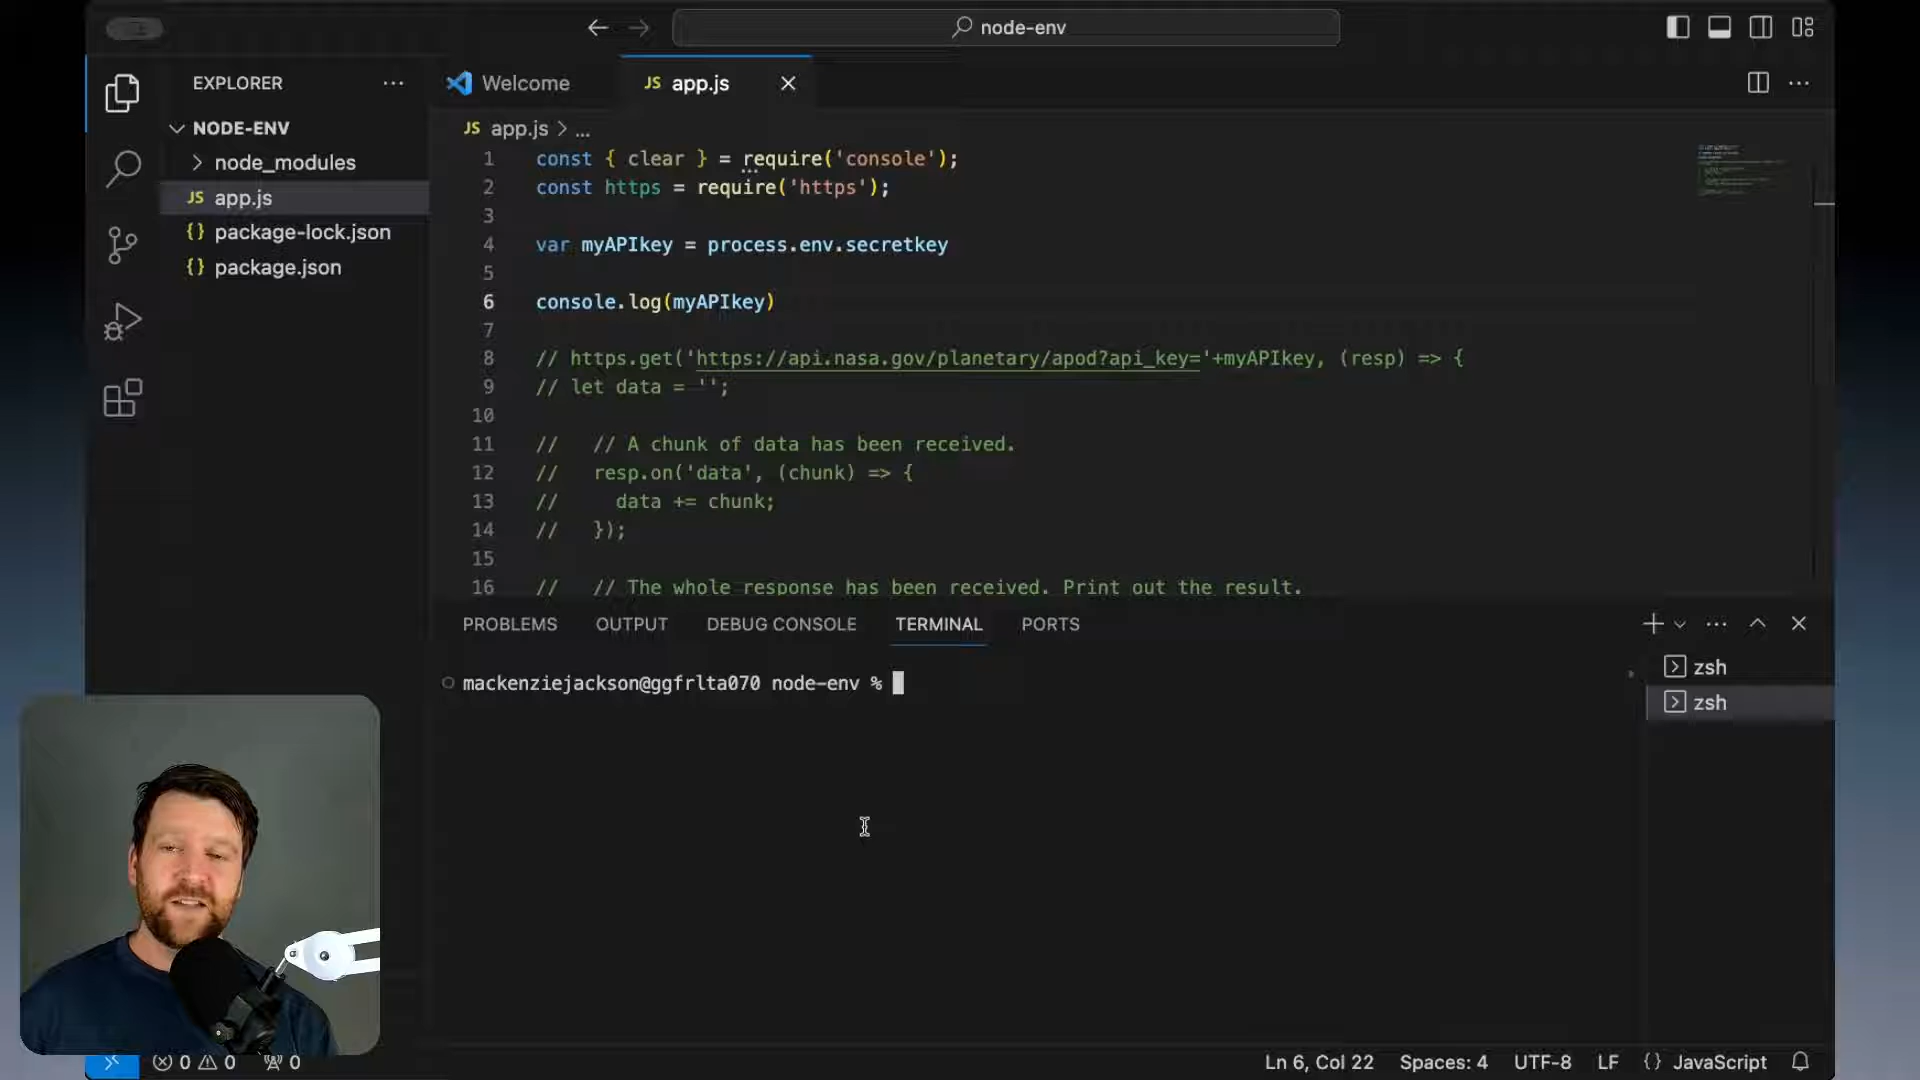 node-env
EXPLORER
Welcome
JS app.js
NODE-ENV
node_modules
JS app.js
{} package-lock.json
{} package.json
JS app.js > ...
1 const { clear } = require('console');
2 const https = require('https');
3
4 var myAPIkey = process.env.secretkey
5
6 console.log(myAPIkey)
7
8 // https.get('https://api.nasa.gov/planetary/apod?api_key='+myAPIkey, (resp) => {
9 // let data = '';
10
11 // // A chunk of data has been received.
12 // resp.on('data', (chunk) => {
13 // data += chunk;
14 // });
15
16 // // The whole response has been received. Print out the result.
PROBLEMS OUTPUT DEBUG CONSOLE TERMINAL PORTS
mackenziejackson@ggfrlta070 node-env %
zsh
zsh
0 0 0
Ln 6, Col 22 Spaces: 4 UTF-8 LF {} JavaScript